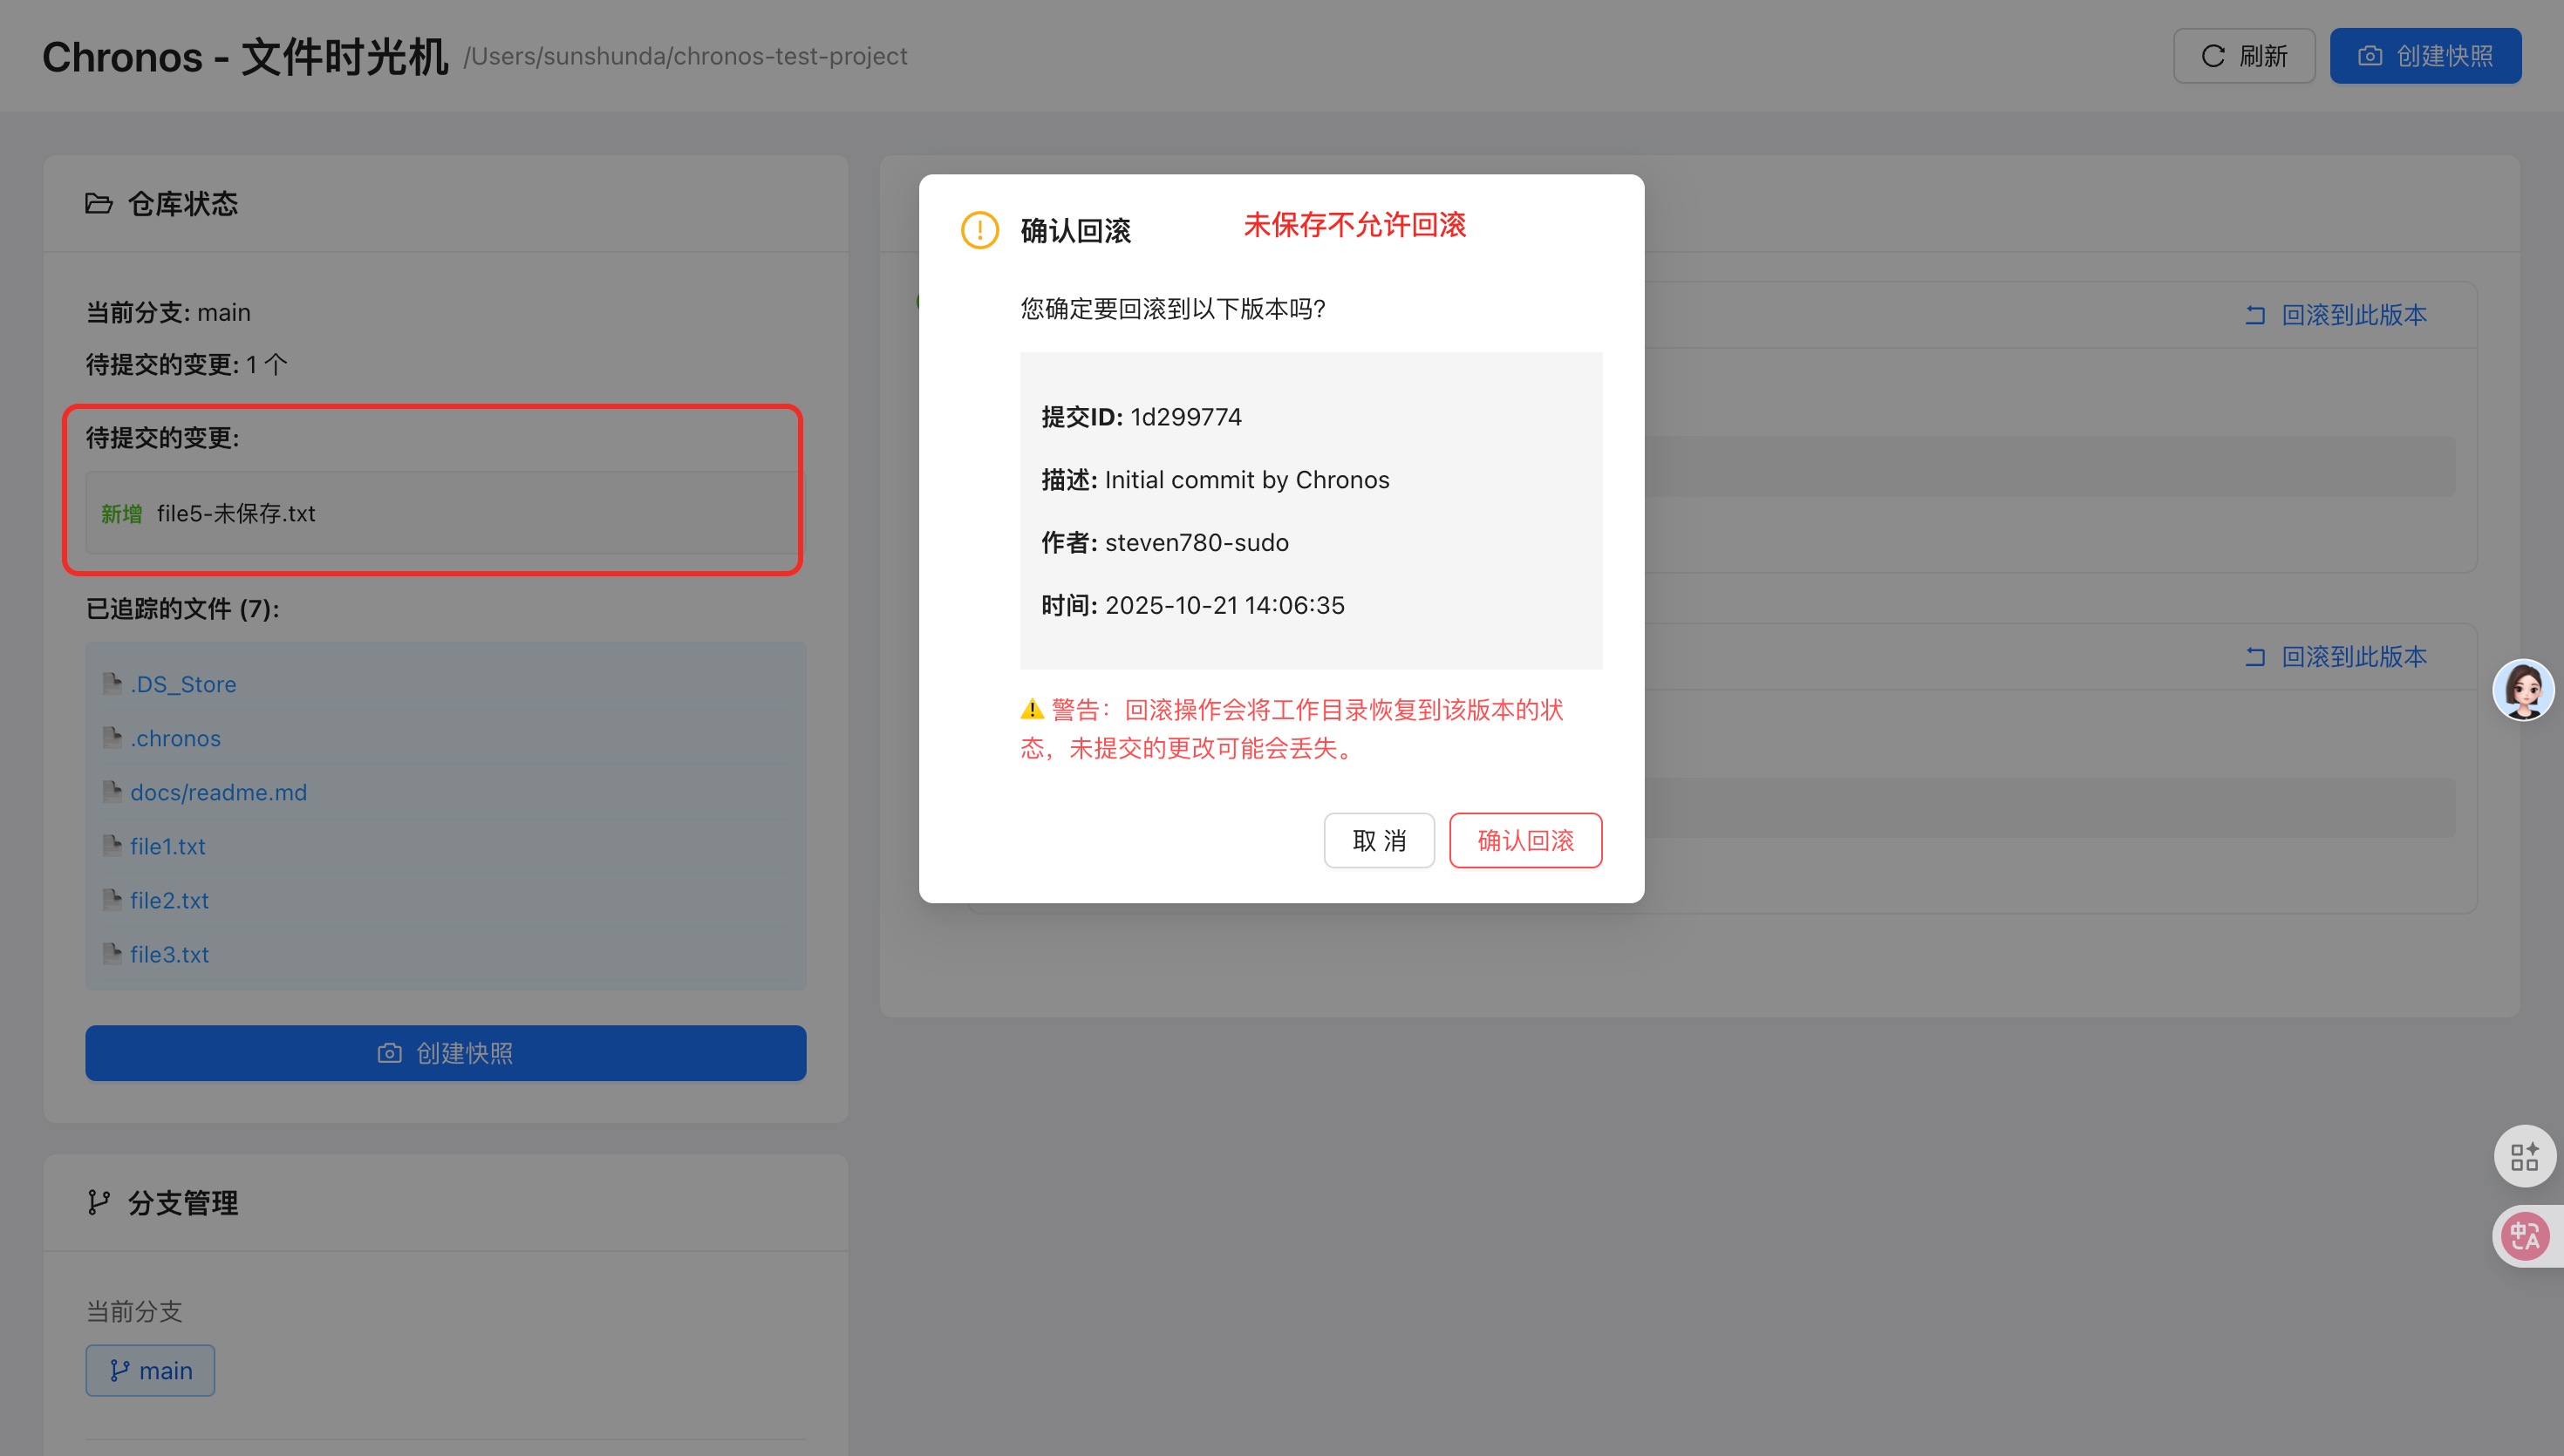 Chronos - 文件时光机 /Users/sunshunda/chronos-test-project
刷新
创建快照
仓库状态
当前分支: main
待提交的变更: 1 个
待提交的变更:
新增 file5-未保存.txt
已追踪的文件 (7):
.DS_Store
.chronos
docs/readme.md
file1.txt
file2.txt
file3.txt
创建快照
分支管理
当前分支
main
确认回滚
未保存不允许回滚
您确定要回滚到以下版本吗?
提交ID: 1d299774
描述: Initial commit by Chronos
作者: steven780-sudo
时间: 2025-10-21 14:06:35
⚠️ 警告：回滚操作会将工作目录恢复到该版本的状
态，未提交的更改可能会丢失。
取 消
确认回滚
回滚到此版本
回滚到此版本
中A